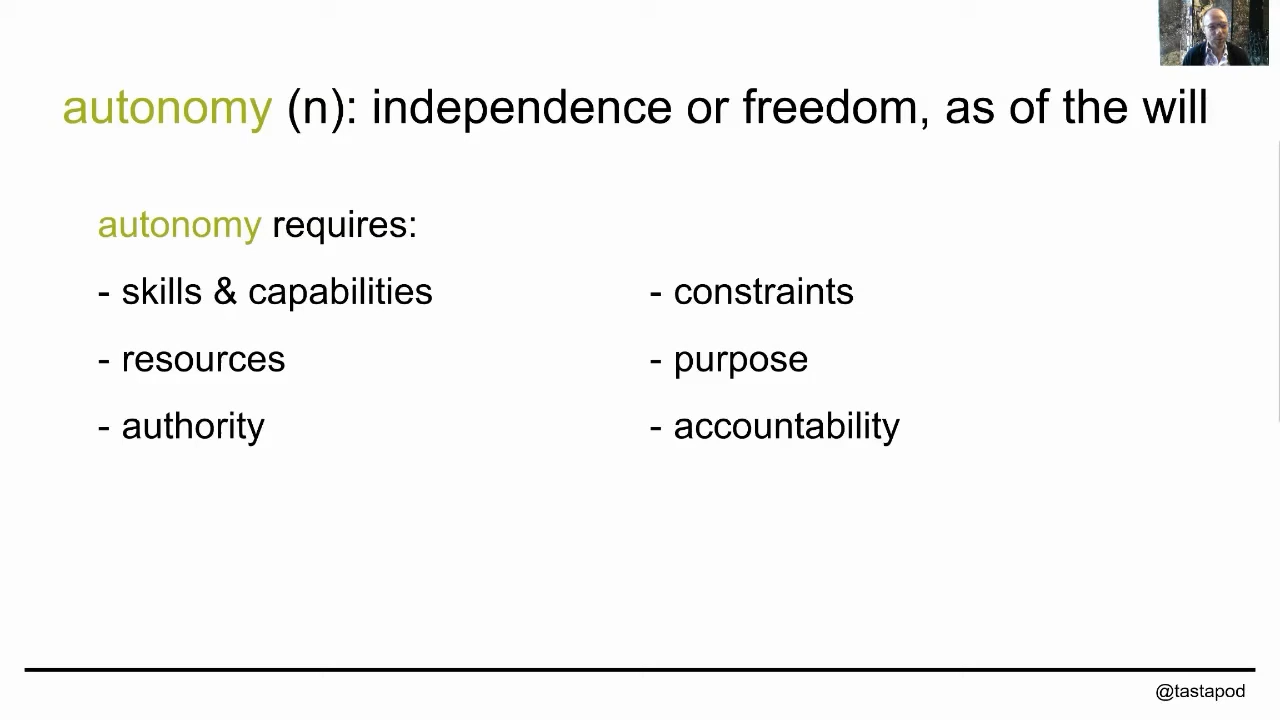 autonomy (n): independence or freedom, as of the will
autonomy requires:
- skills & capabilities
- resources
- authority
- constraints
- purpose
- accountability
@tastapod